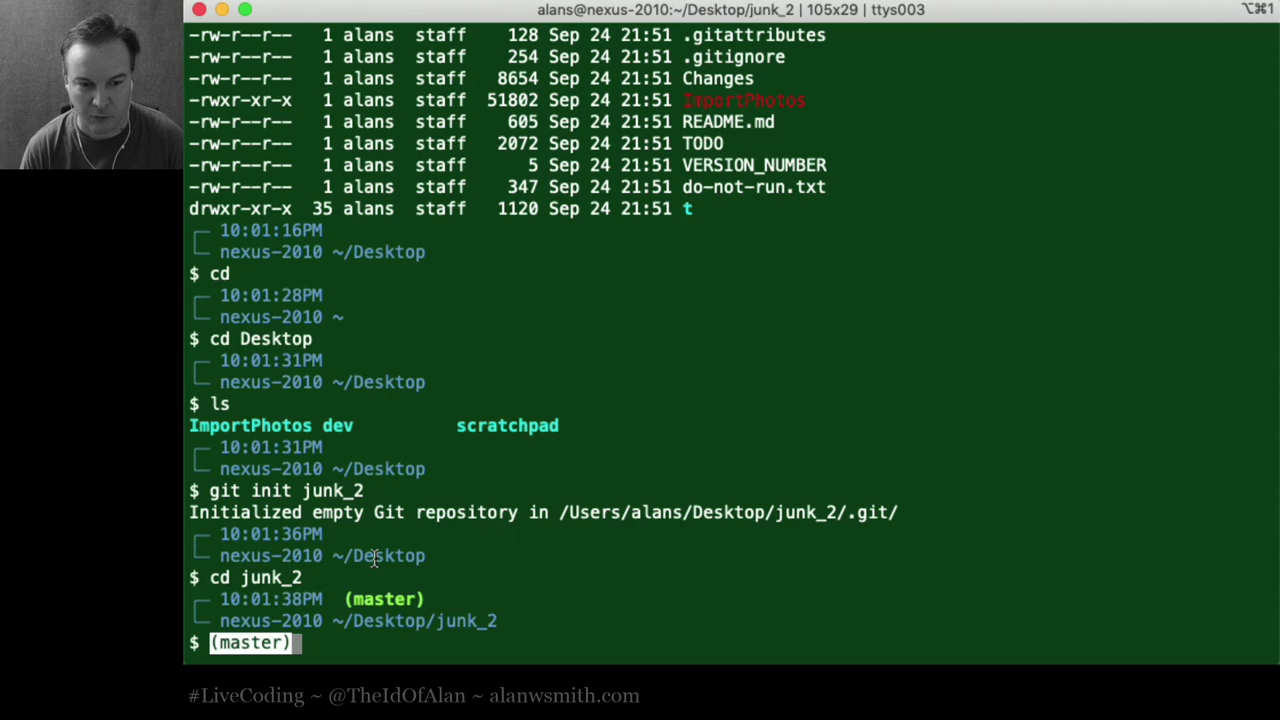 alans@nexus-2010:~/Desktop/junk_2 | 105x29 | ttys003
⌥⌘1
-rw-r--r-- 1 alans staff 128 Sep 24 21:51 .gitattributes
-rw-r--r-- 1 alans staff 254 Sep 24 21:51 .gitignore
-rw-r--r-- 1 alans staff 8654 Sep 24 21:51 Changes
-rwxr-xr-x 1 alans staff 51802 Sep 24 21:51 ImportPhotos
-rw-r--r-- 1 alans staff 605 Sep 24 21:51 README.md
-rw-r--r-- 1 alans staff 2072 Sep 24 21:51 TODO
-rw-r--r-- 1 alans staff 5 Sep 24 21:51 VERSION_NUMBER
-rw-r--r-- 1 alans staff 347 Sep 24 21:51 do-not-run.txt
drwxr-xr-x 35 alans staff 1120 Sep 24 21:51 t
10:01:16PM
nexus-2010 ~/Desktop
$ cd
10:01:28PM
nexus-2010 ~
$ cd Desktop
10:01:31PM
nexus-2010 ~/Desktop
$ ls
ImportPhotos dev scratchpad
10:01:31PM
nexus-2010 ~/Desktop
$ git init junk_2
Initialized empty Git repository in /Users/alans/Desktop/junk_2/.git/
10:01:36PM
nexus-2010 ~/Desktop
$ cd junk_2
10:01:38PM (master)
nexus-2010 ~/Desktop/junk_2
$ (master)
#LiveCoding ~ @TheIdOfAlan ~ alanwsmith.com